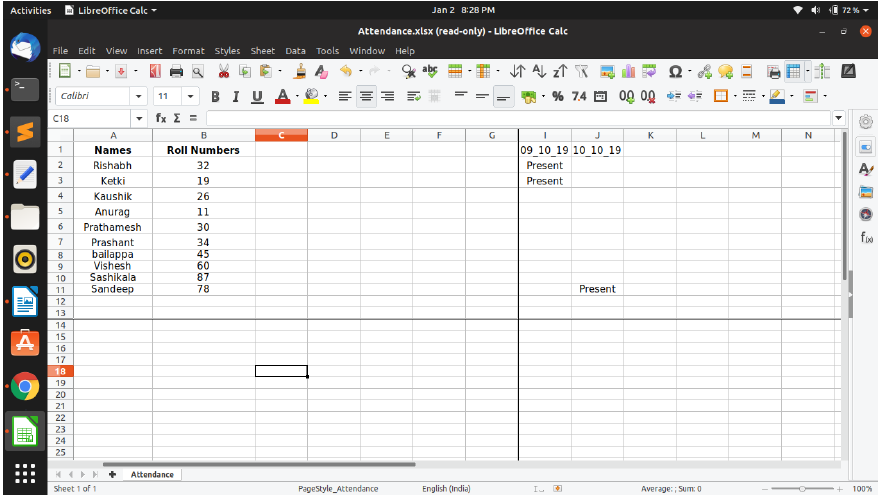 Activities LibreOffice Calc Jan 2 8:28 PM 72 %
Attendance.xlsx (read-only) - LibreOffice Calc
File Edit View Insert Format Styles Sheet Data Tools Window Help
Calibri 11
C18
A B C D E F G I J K L M N
1 Names Roll Numbers 09_10_19 10_10_19
2 Rishabh 32 Present
3 Ketki 19 Present
4 Kaushik 26
5 Anurag 11
6 Prathamesh 30
7 Prashant 34
8 bailappa 45
9 Vishesh 60
10 Sashikala 87
11 Sandeep 78 Present
12
13
14
15
16
17
18
19
20
21
22
23
24
25
Attendance
Sheet 1 of 1 PageStyle_Attendance English (India) Average: ; Sum: 0 100%